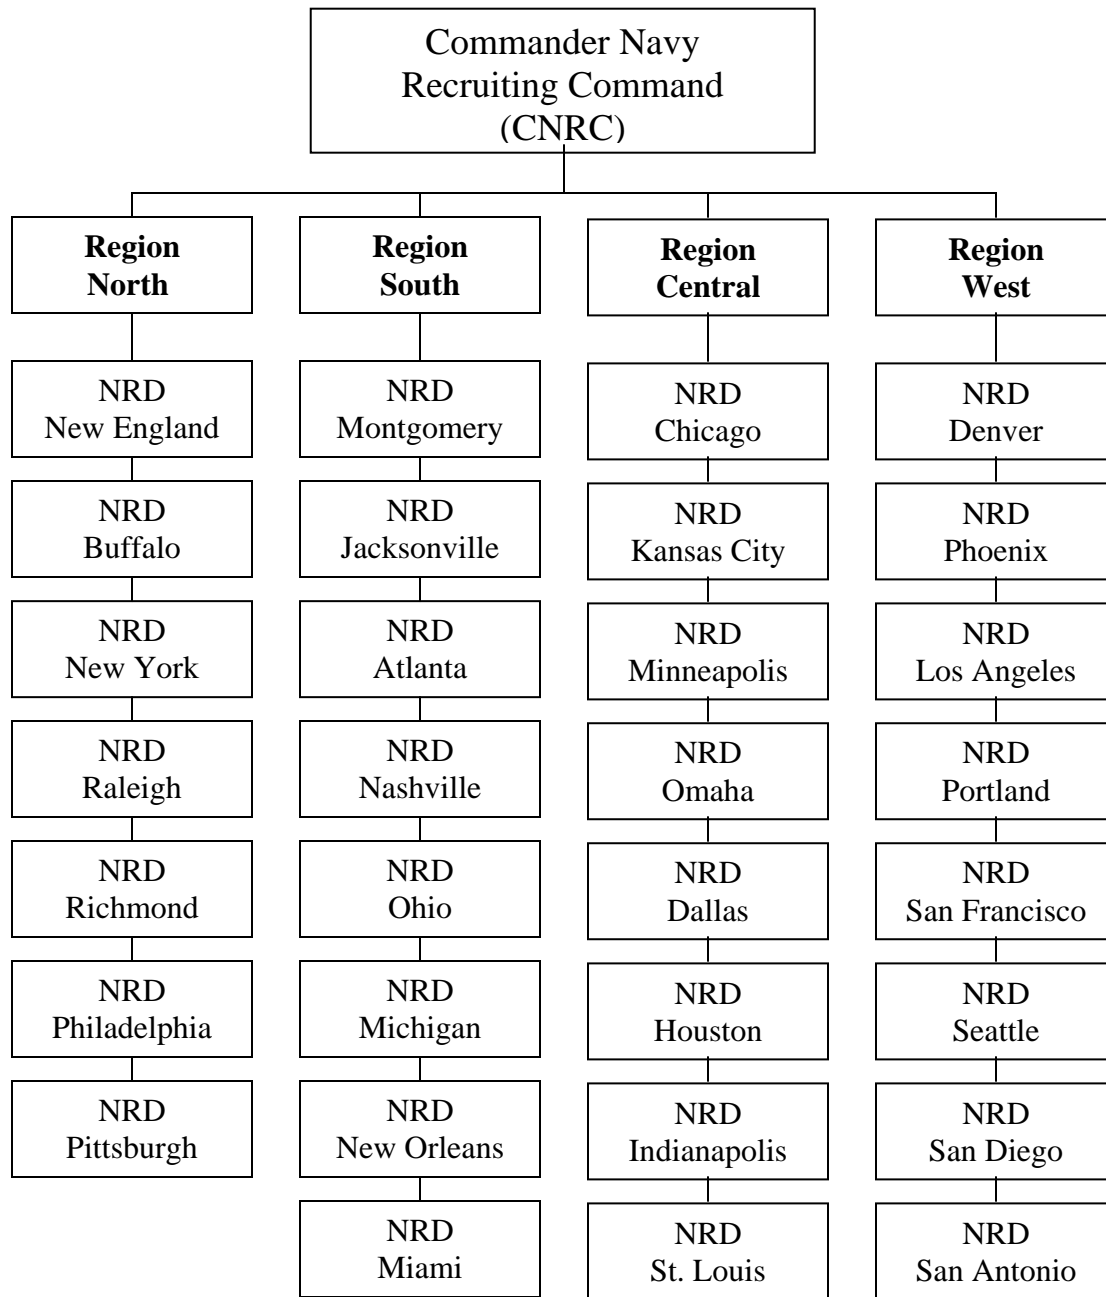 Commander Navy
Recruiting Command
(CNRC)
Region
North
Region
South
Region
Central
Region
West
NRD
New England
NRD
Montgomery
NRD
Chicago
NRD
Denver
NRD
Buffalo
NRD
Jacksonville
NRD
Kansas City
NRD
Phoenix
NRD
New York
NRD
Atlanta
NRD
Minneapolis
NRD
Los Angeles
NRD
Raleigh
NRD
Nashville
NRD
Omaha
NRD
Portland
NRD
Richmond
NRD
Ohio
NRD
Dallas
NRD
San Francisco
NRD
Philadelphia
NRD
Michigan
NRD
Houston
NRD
Seattle
NRD
Pittsburgh
NRD
New Orleans
NRD
Indianapolis
NRD
San Diego
NRD
Miami
NRD
St. Louis
NRD
San Antonio